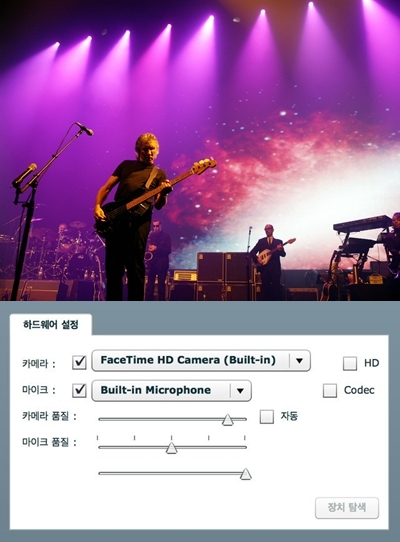 하드웨어 설정
카메라 : FaceTime HD Camera (Built-in) HD
마이크 : Built-in Microphone Codec
카메라 품질 : 자동
마이크 품질 :
장치 탐색